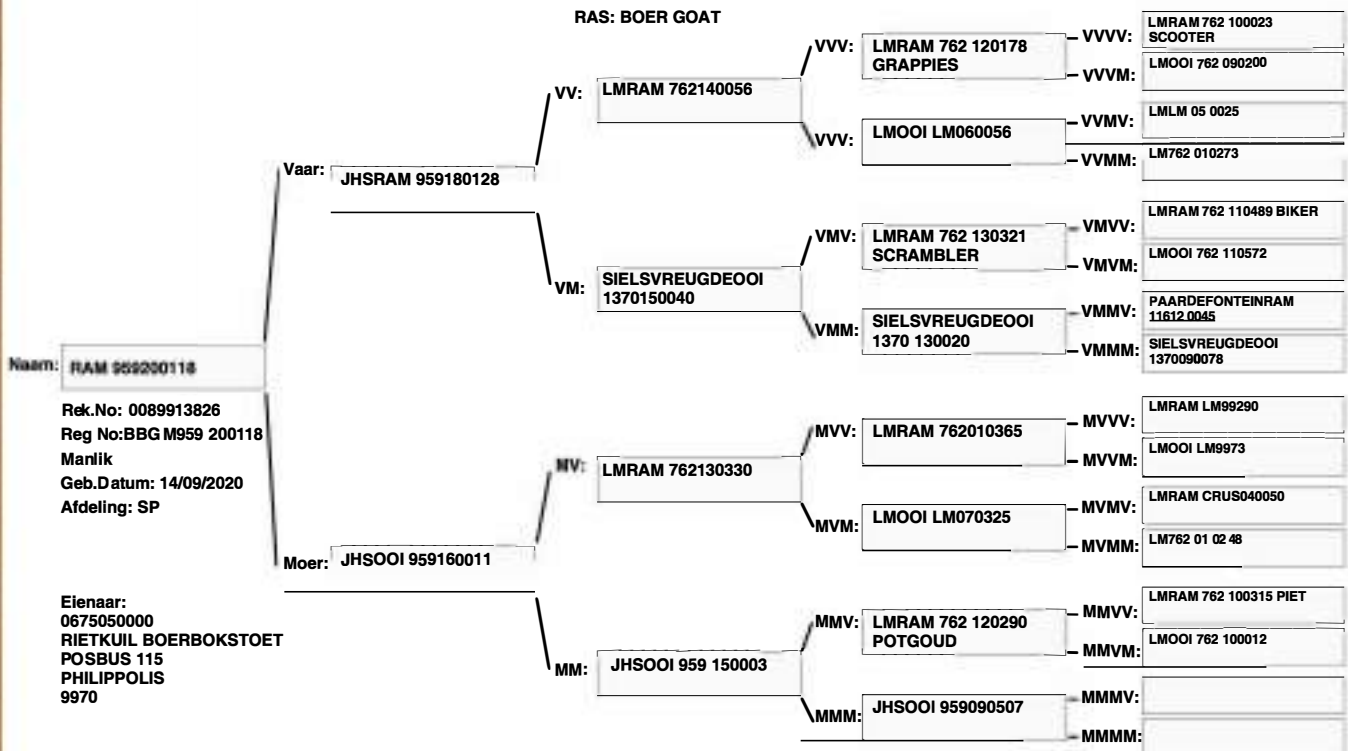 RAS: BOER GOAT
Naam: RAM 959200118
Rek.No: 0089913826
Reg No:BBG M959 200118
Manlik
Geb.Datum: 14/09/2020
Afdeling: SP
Eienaar:
0675050000
RIETKUIL BOERBOKSTOET
POSBUS 115
PHILIPPOLIS
9970
Vaar: JHSRAM 959180128
Moer: JHSOOI 959160011
VV: LMRAM 762140056
VM: SIELSVREUGDEOOI
1370150040
MV: LMRAM 762130330
MM: JHSOOI 959 150003
VVV: LMRAM 762 120178
GRAPPIES
VVV: LMOOI LM060056
VMV: LMRAM 762 130321
SCRAMBLER
VMM: SIELSVREUGDEOOI
1370 130020
MVV: LMRAM 762010365
MVM: LMOOI LM070325
MMV: LMRAM 762 120290
POTGOUD
MMM: JHSOOI 959090507
VVVV: LMRAM 762 100023
SCOOTER
VVVM: LMOOI 762 090200
VVMV: LMLM 05 0025
VVMM: LM762 010273
VMVV: LMRAM 762 110489 BIKER
VMVM: LMOOI 762 110572
VMMV: PAARDEFONTEINRAM
11612 0045
VMMM: SIELSVREUGDEOOI
1370090078
MVVV: LMRAM LM99290
MVVM: LMOOI LM9973
MVMV: LMRAM CRUS040050
MVMM: LM762 01 02 48
MMVV: LMRAM 762 100315 PIET
MMVM: LMOOI 762 100012
MMMV:
MMMM: